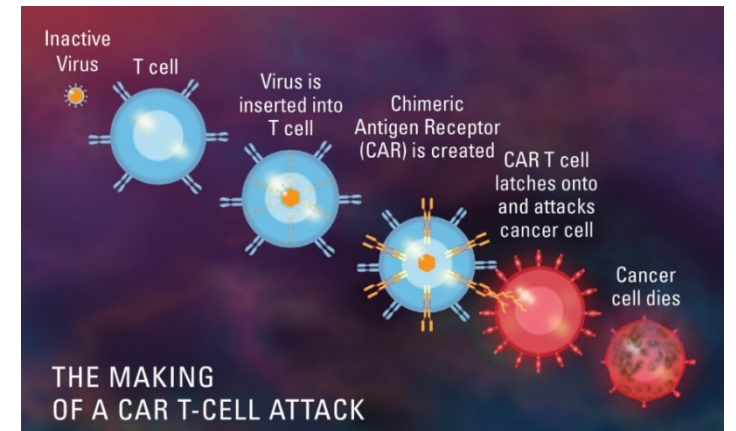 Inactive
Virus
T cell
Virus is
inserted into
T cell
Chimeric
Antigen Receptor
(CAR) is created
CAR T cell
latches onto
and attacks
cancer cell
Cancer
cell dies
THE MAKING
OF A CAR T-CELL ATTACK